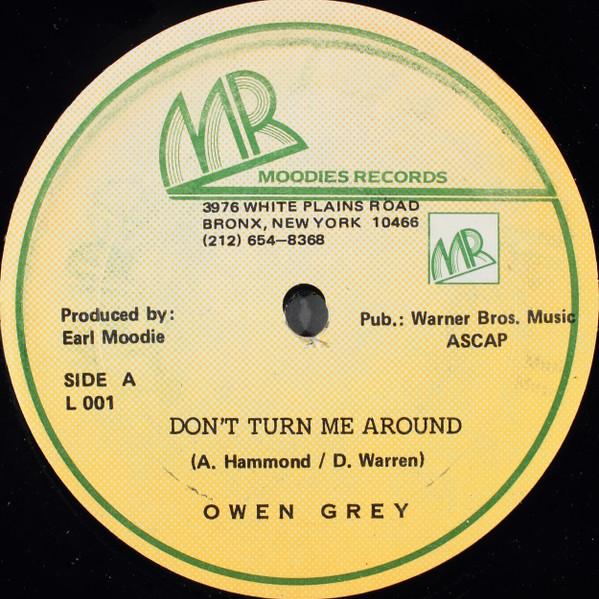 MR
MOODIES RECORDS
3976 WHITE PLAINS ROAD
BRONX, NEW YORK 10466
(212) 654-8368
MR
Produced by:
Earl Moodie
Pub.: Warner Bros. Music
ASCAP
SIDE A
L 001
DON'T TURN ME AROUND
(A. Hammond / D. Warren)
OWEN GREY